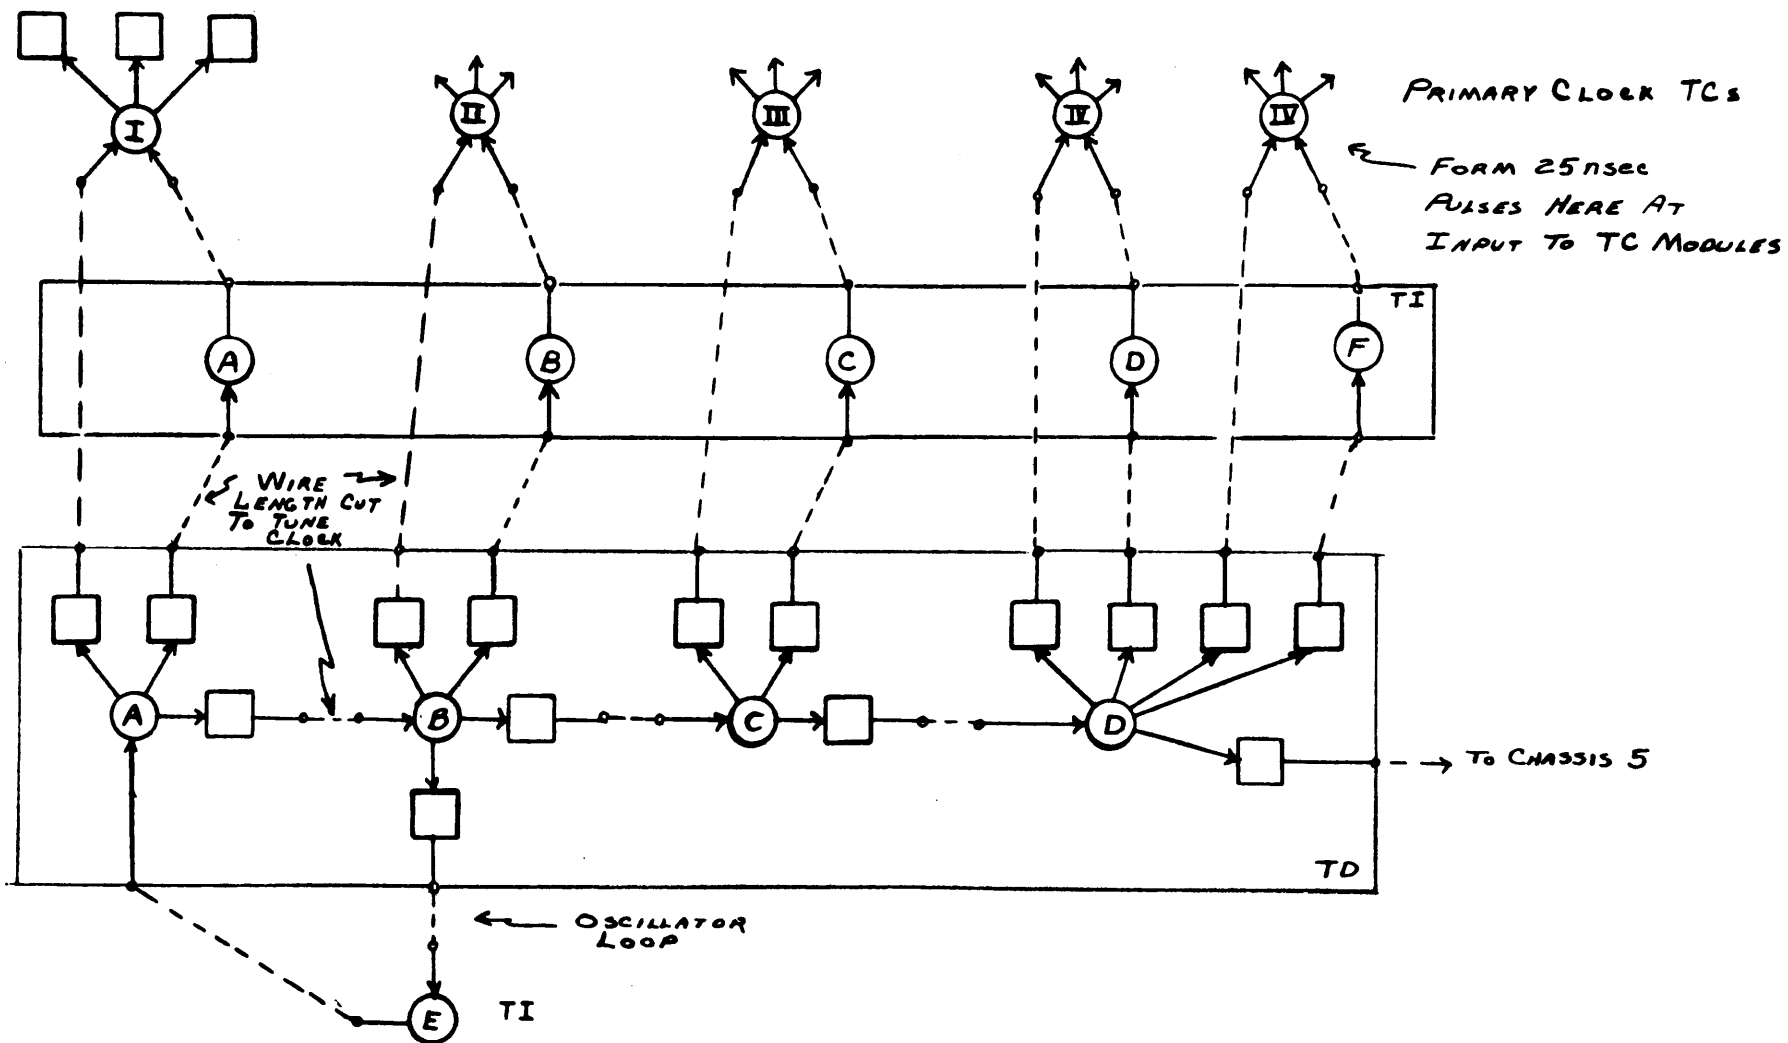 I
II
III
IV
IV
PRIMARY CLOCK TCs
FORM 25nsec
PULSES HERE AT
INPUT TO TC MODULES
TI
A
B
C
D
F
WIRE
LENGTH CUT
TO TUNE
CLOCK
A
B
C
D
TO CHASSIS 5
TD
OSCILLATOR
LOOP
E
TI